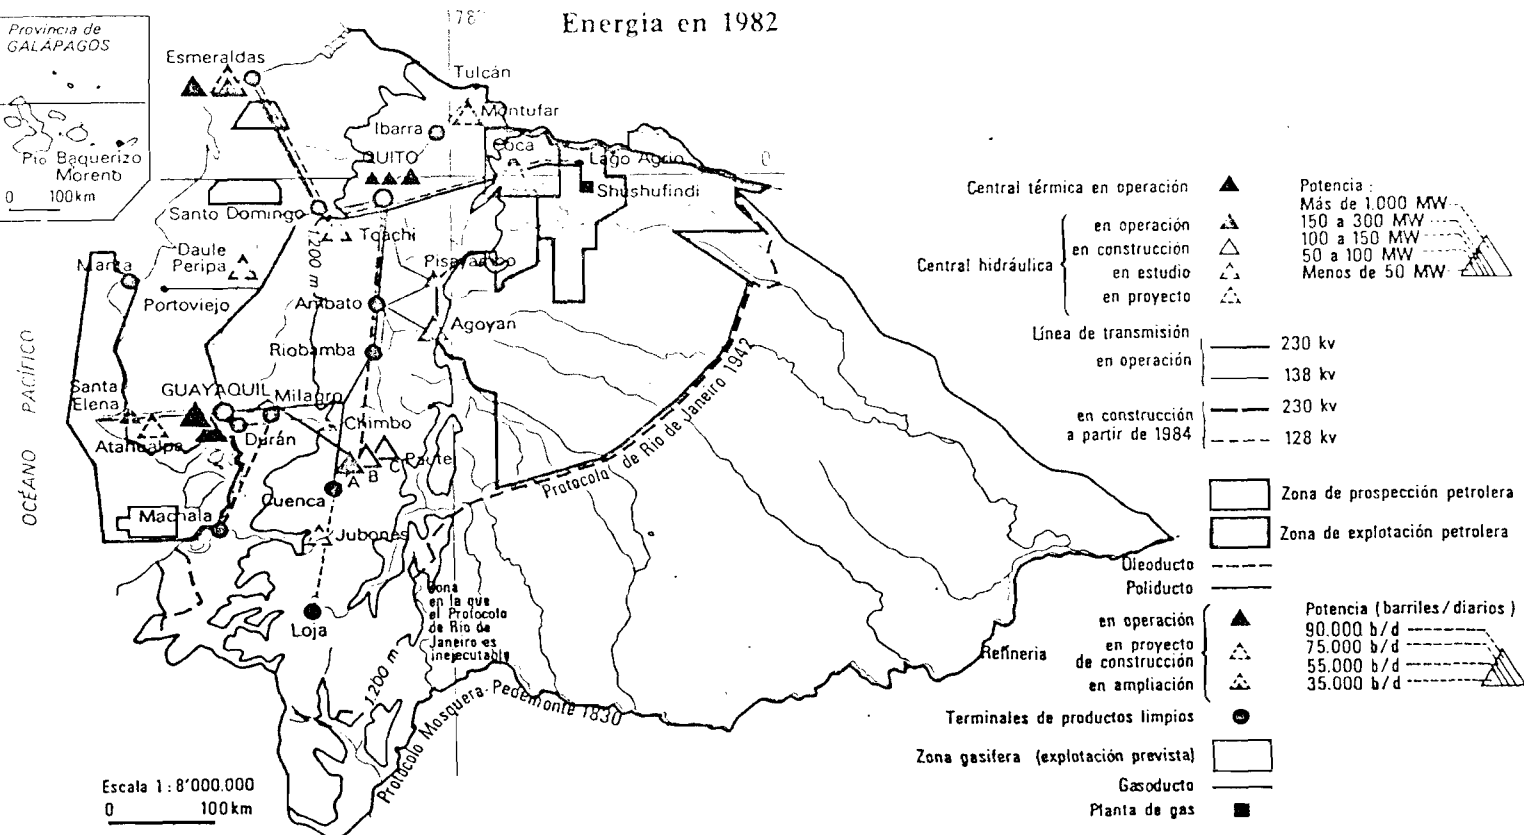 Energia en 1982
Provincia de
GALÁPAGOS
Pto Baquerizo
Moreno
0 100km
78°
0
Esmeraldas
Tulcán
Montufar
Ibarra
QUITO
Coca
Lago Agrio
Shushufindi
Santo Domingo
Toachi
Daule
Peripa
Manta
Portoviejo
1.200 m
Pisayambo
Ambato
Agoyan
Riobamba
Santa
Elena
GUAYAQUIL
Milagro
Atahualpa
Durán
Chimbo
Paute
A B C
Cuenca
Machala
Jubones
Loja
OCÉANO PACÍFICO
Zona
en la que
el Protocolo
de Rio de
Janeiro es
inejecutable
1.200 m
Protocolo de Rio de Janeiro 1942
Protocolo Mosquera-Pedemonte 1830
Escala 1 : 8'000.000
0 100km
Central térmica en operación
Central hidráulica
en operación
en construcción
en estudio
en proyecto
Potencia :
Más de 1.000 MW
150 a 300 MW
100 a 150 MW
50 a 100 MW
Menos de 50 MW
Línea de transmisión
en operación
230 kv
138 kv
en construcción
a partir de 1984
230 kv
128 kv
Zona de prospección petrolera
Zona de explotación petrolera
Oleoducto
Poliducto
Refineria
en operación
en proyecto
de construcción
en ampliación
Potencia (barriles/diarios)
90.000 b/d
75.000 b/d
55.000 b/d
35.000 b/d
Terminales de productos limpios
Zona gasifera (explotación prevista)
Gasoducto
Planta de gas